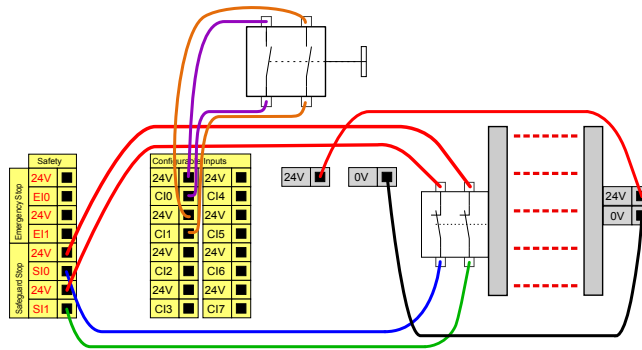 Safety
Emergency Stop
24V
EI0
24V
EI1
Safeguard Stop
24V
SI0
24V
SI1
Configurable Inputs
24V
CI4
24V
CI5
24V
CI6
24V
CI7
24V
CI0
24V
CI1
24V
CI2
24V
CI3
24V
0V
24V
0V